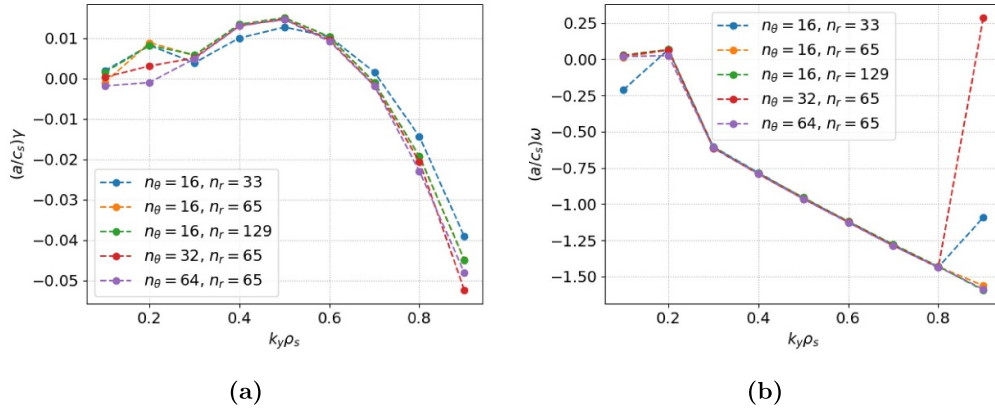 0.01
0.00
−0.01
−0.02
−0.03
−0.04
−0.05
(a/c_s)γ
n_θ = 16, n_r = 33
n_θ = 16, n_r = 65
n_θ = 16, n_r = 129
n_θ = 32, n_r = 65
n_θ = 64, n_r = 65
0.2 0.4 0.6 0.8
k_yρ_s
(a)
0.25
0.00
−0.25
−0.50
−0.75
−1.00
−1.25
−1.50
(a/c_s)ω
n_θ = 16, n_r = 33
n_θ = 16, n_r = 65
n_θ = 16, n_r = 129
n_θ = 32, n_r = 65
n_θ = 64, n_r = 65
0.2 0.4 0.6 0.8
k_yρ_s
(b)